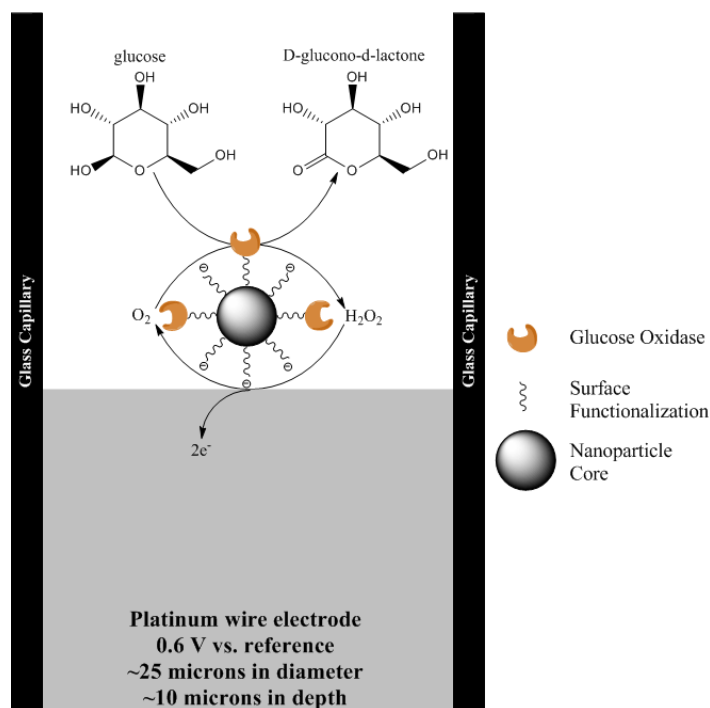 glucose
D-glucono-d-lactone
OH
HO
OH
HO
O
OH
OH
HO
OH
O
O
OH
O₂
H₂O₂
⊖
⊖
⊖
⊖
⊖
2e⁻
Glass Capillary
Glass Capillary
Glucose Oxidase
Surface
Functionalization
Nanoparticle
Core
Platinum wire electrode
0.6 V vs. reference
~25 microns in diameter
~10 microns in depth